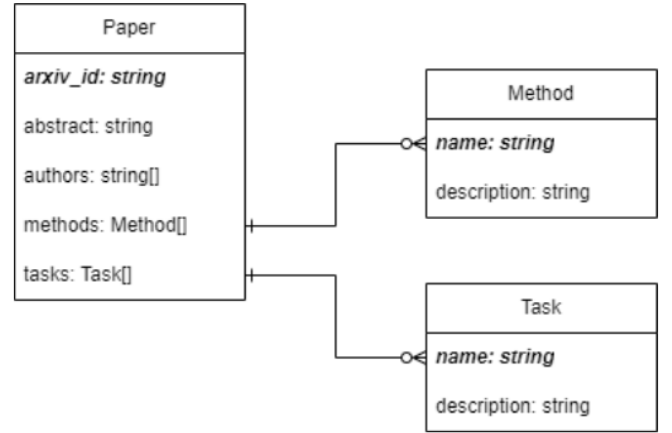 Paper
arxiv_id: string
abstract: string
authors: string[]
methods: Method[]
tasks: Task[]
Method
name: string
description: string
Task
name: string
description: string